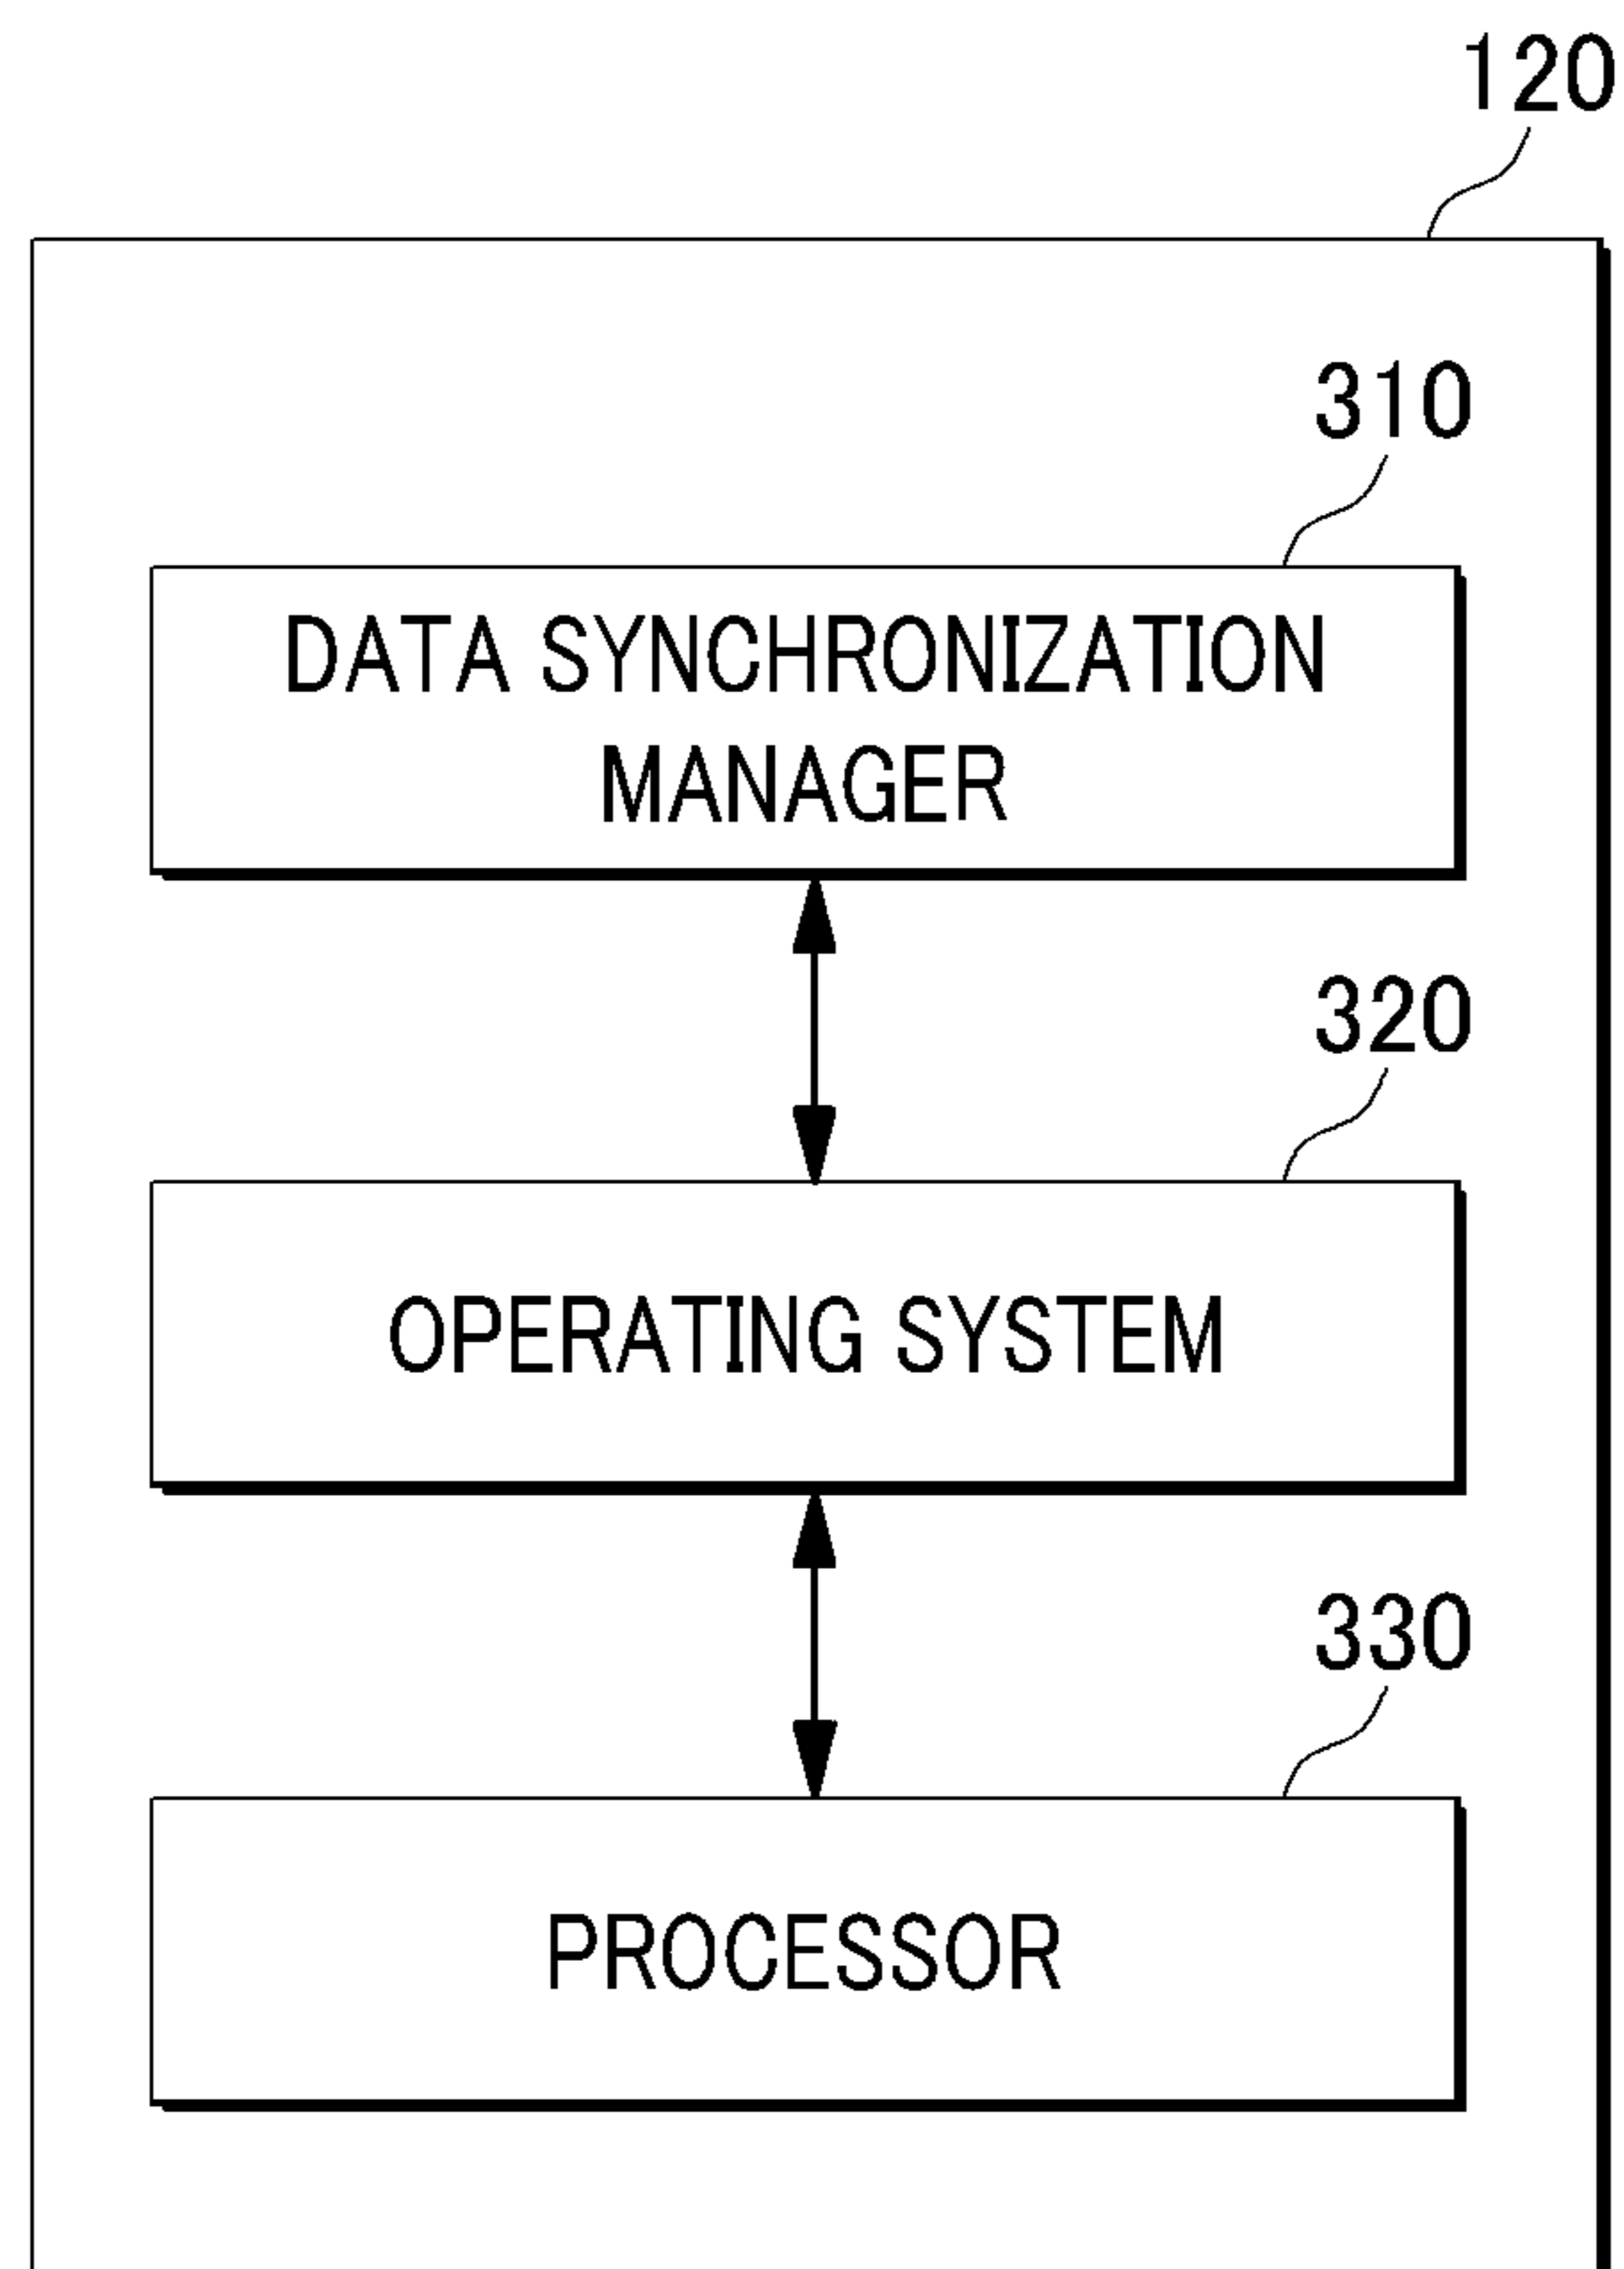 120
310
DATA SYNCHRONIZATION
MANAGER
320
OPERATING SYSTEM
330
PROCESSOR